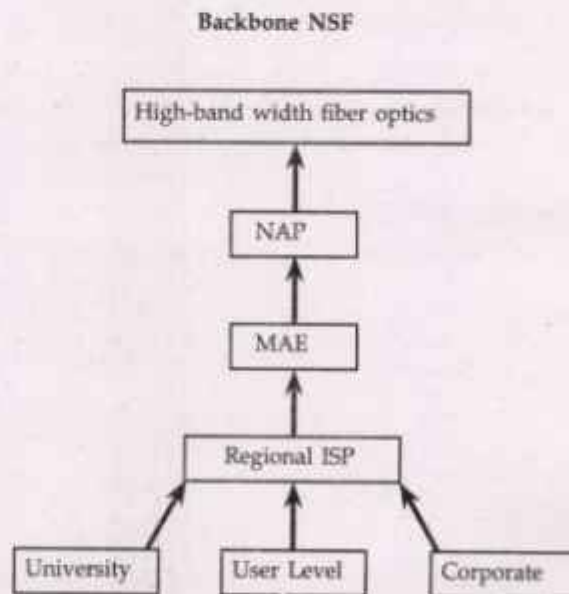 Backbone NSF
High-band width fiber optics
NAP
MAE
Regional ISP
University
User Level
Corporate